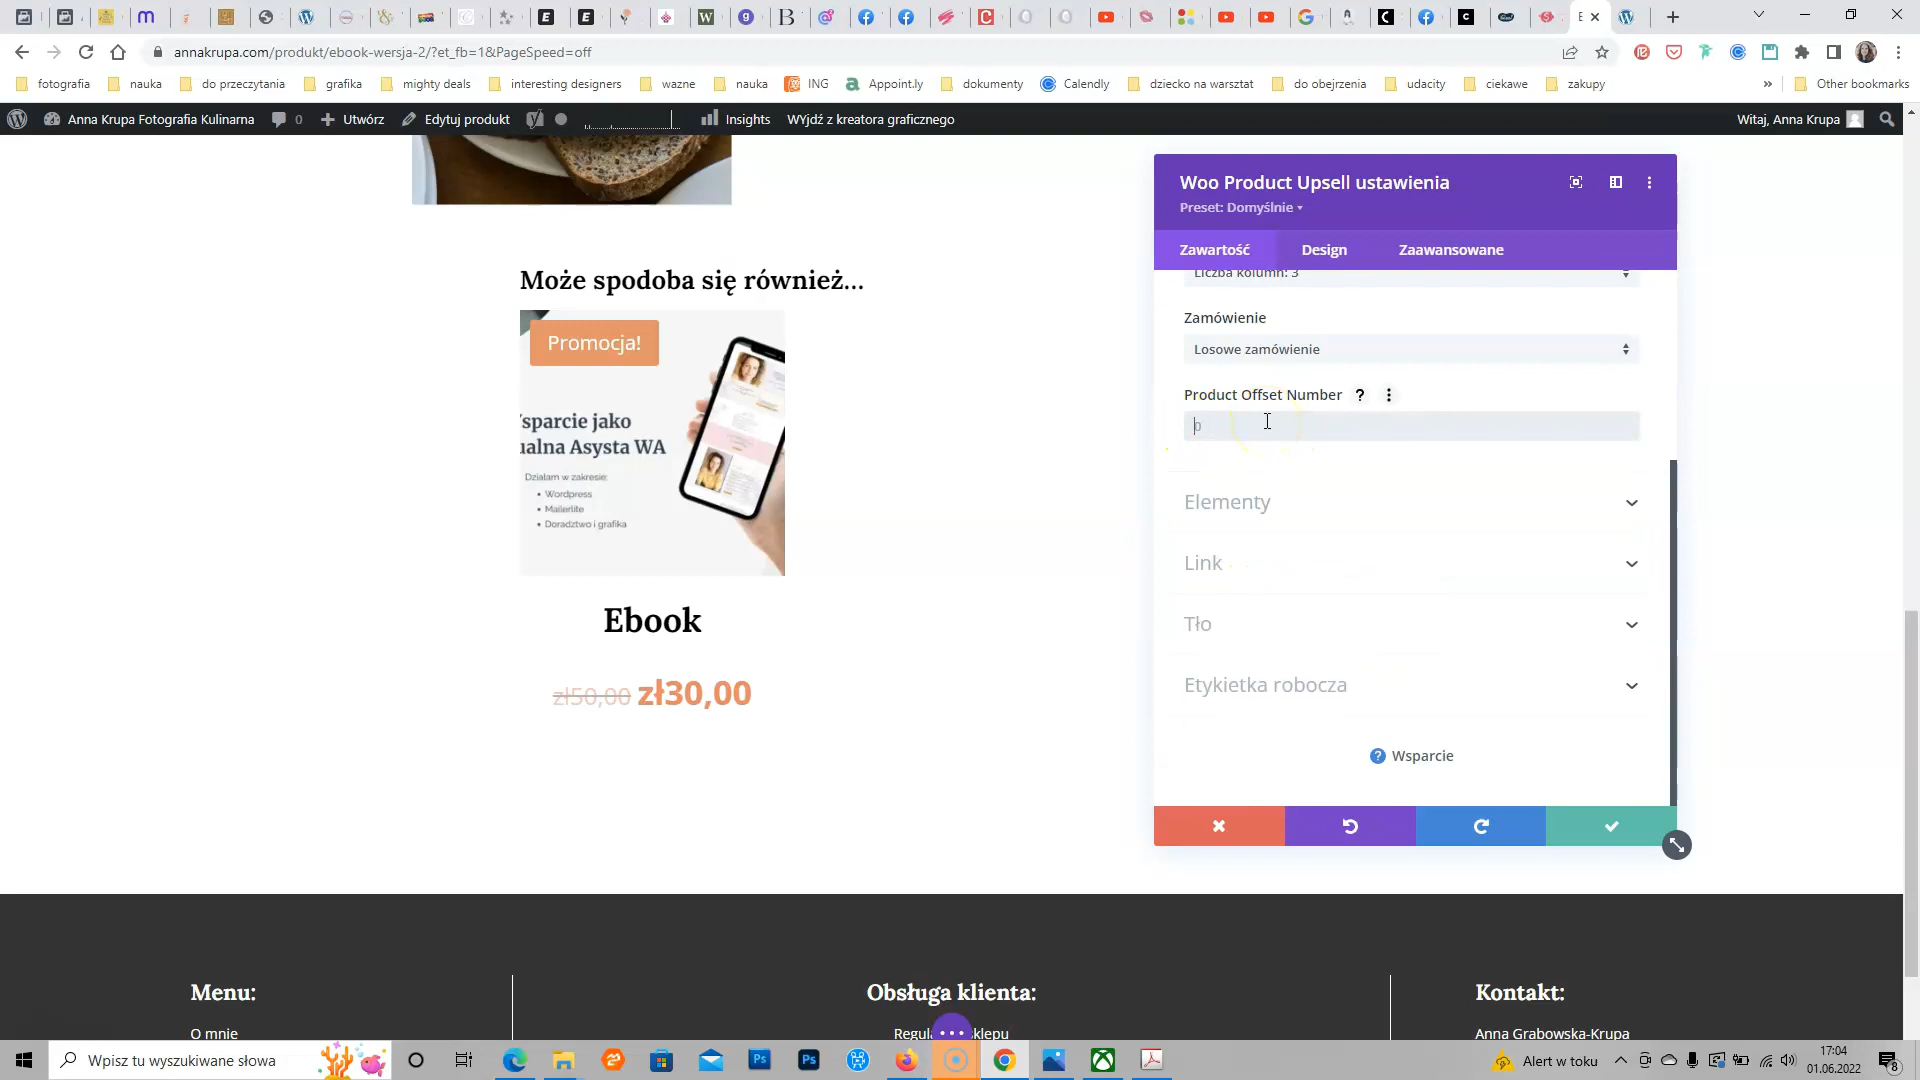 annakrupa.com/produkt/ebook-wersja-2/?et_fb=1&PageSpeed=off
fotografia
nauka
do przeczytania
grafika
mighty deals
interesting designers
wazne
nauka
ING
Appoint.ly
dokumenty
Calendly
dziecko na warsztat
do obejrzenia
udacity
ciekawe
zakupy
»
Other bookmarks
Anna Krupa Fotografia Kulinarna
0
Utwórz
Edytuj produkt
Insights
WYjdź z kreatora graficznego
Witaj, Anna Krupa
Może spodoba się również...
Promocja!
sparcie jako
ualna Asysta WA
Działam w zakresie:
• Wordpress
• Mailerlite
• Doradztwo i grafika
Ebook
zł50,00 zł30,00
Woo Product Upsell ustawienia
Preset: Domyślnie
Zawartość
Design
Zaawansowane
Liczba kolumn: 3
Zamówienie
Losowe zamówienie
Product Offset Number ?
0
Elementy
Link
Tło
Etykietka robocza
? Wsparcie
Menu:
O mnie
Obsługa klienta:
Kontakt:
Anna Grabowska-Krupa
Wpisz tu wyszukiwane słowa
Ps
Ps
Alert w toku
17:04
01.06.2022
8